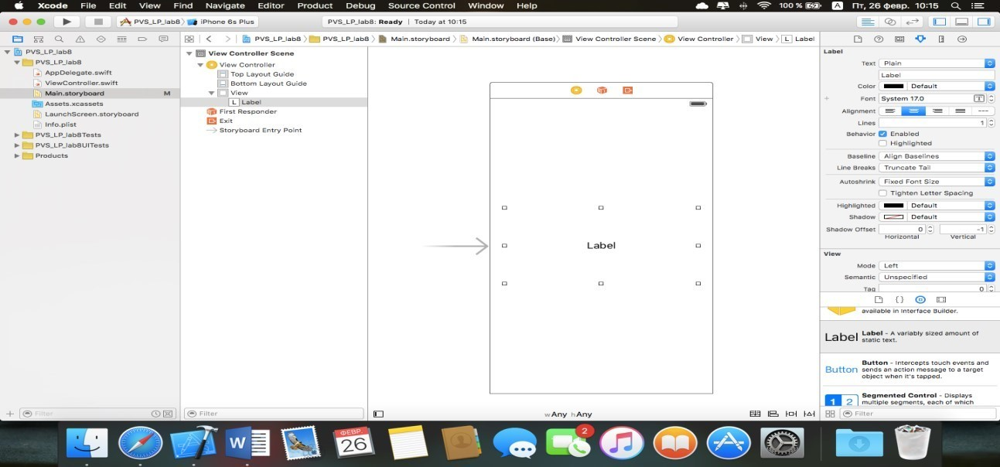 Xcode File Edit View Find Navigate Editor Product Debug Source Control Window Help 100 % A Пт, 26 февр. 10:15
PVS_LP_lab8 iPhone 6s Plus PVS_LP_lab8: Ready Today at 10:15
PVS_LP_lab8 PVS_LP_lab8 Main.storyboard Main.storyboard (Base) View Controller Scene View Controller View L Label
PVS_LP_lab8
PVS_LP_lab8
AppDelegate.swift
ViewController.swift
Main.storyboard M
Assets.xcassets
LaunchScreen.storyboard
Info.plist
PVS_LP_lab8Tests
PVS_LP_lab8UITests
Products
Filter
View Controller Scene
View Controller
Top Layout Guide
Bottom Layout Guide
View
L Label
First Responder
Exit
Storyboard Entry Point
Filter
Label
wAny hAny
Label
Text Plain
Label
Color Default
Font System 17.0 T
Alignment
Lines 1
Behavior Enabled
Highlighted
Baseline Align Baselines
Line Breaks Truncate Tail
Autoshrink Fixed Font Size
Tighten Letter Spacing
Highlighted Default
Shadow Default
Shadow Offset 0 -1
Horizontal Vertical
View
Mode Left
Semantic Unspecified
Tag 0
{ }
available in Interface Builder.
Label Label - A variably sized amount of
static text.
Button Button - Intercepts touch events and
sends an action message to a target
object when it's tapped.
1 2 Segmented Control - Displays
multiple segments, each of which
Filter
W
ФЕВР.
26
2